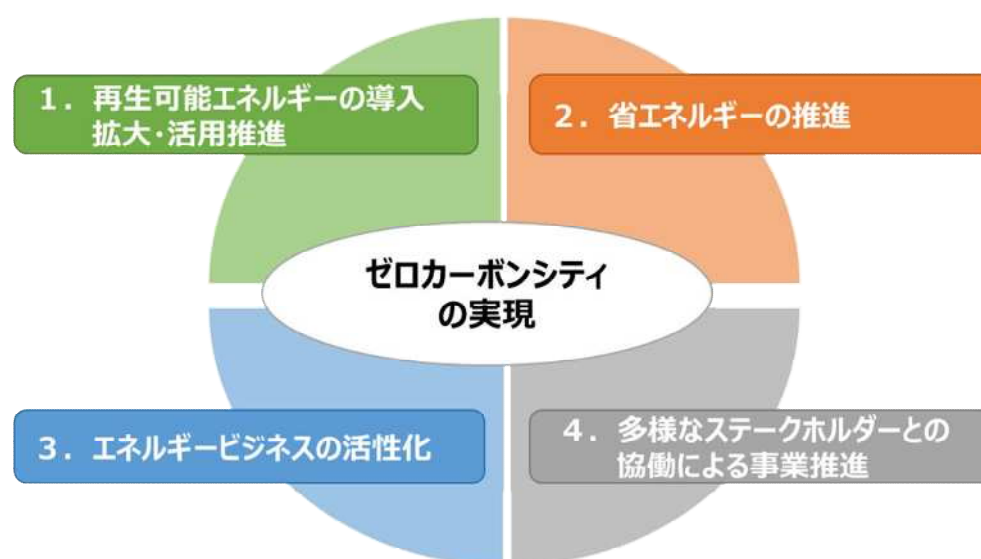 1．再生可能エネルギーの導入
拡大・活用推進
2．省エネルギーの推進
ゼロカーボンシティ
の実現
3．エネルギービジネスの活性化
4．多様なステークホルダーとの
協働による事業推進